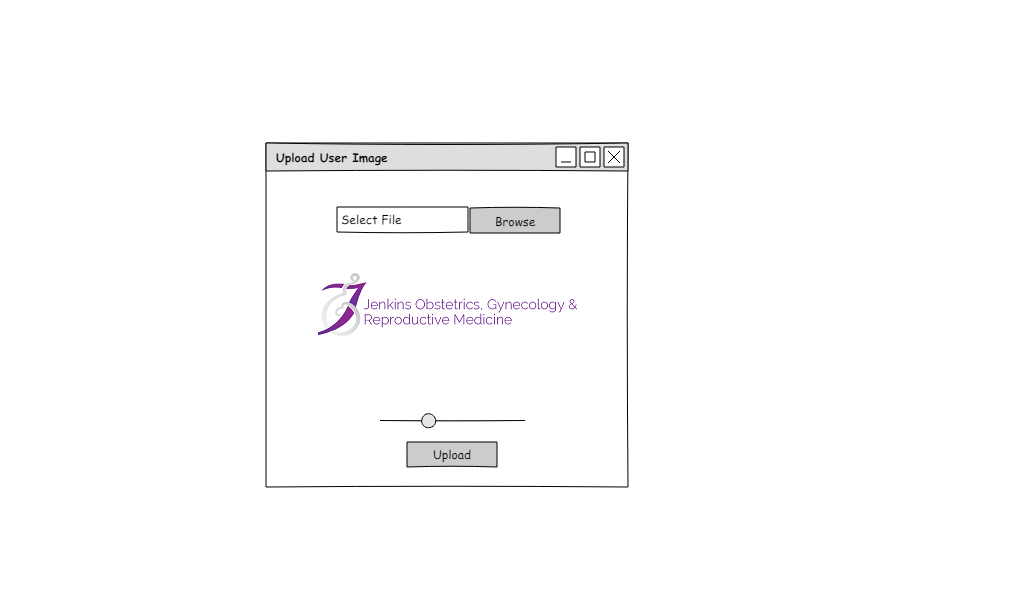 Upload User Image
Select File
Browse
Jenkins Obstetrics, Gynecology &
Reproductive Medicine
Upload